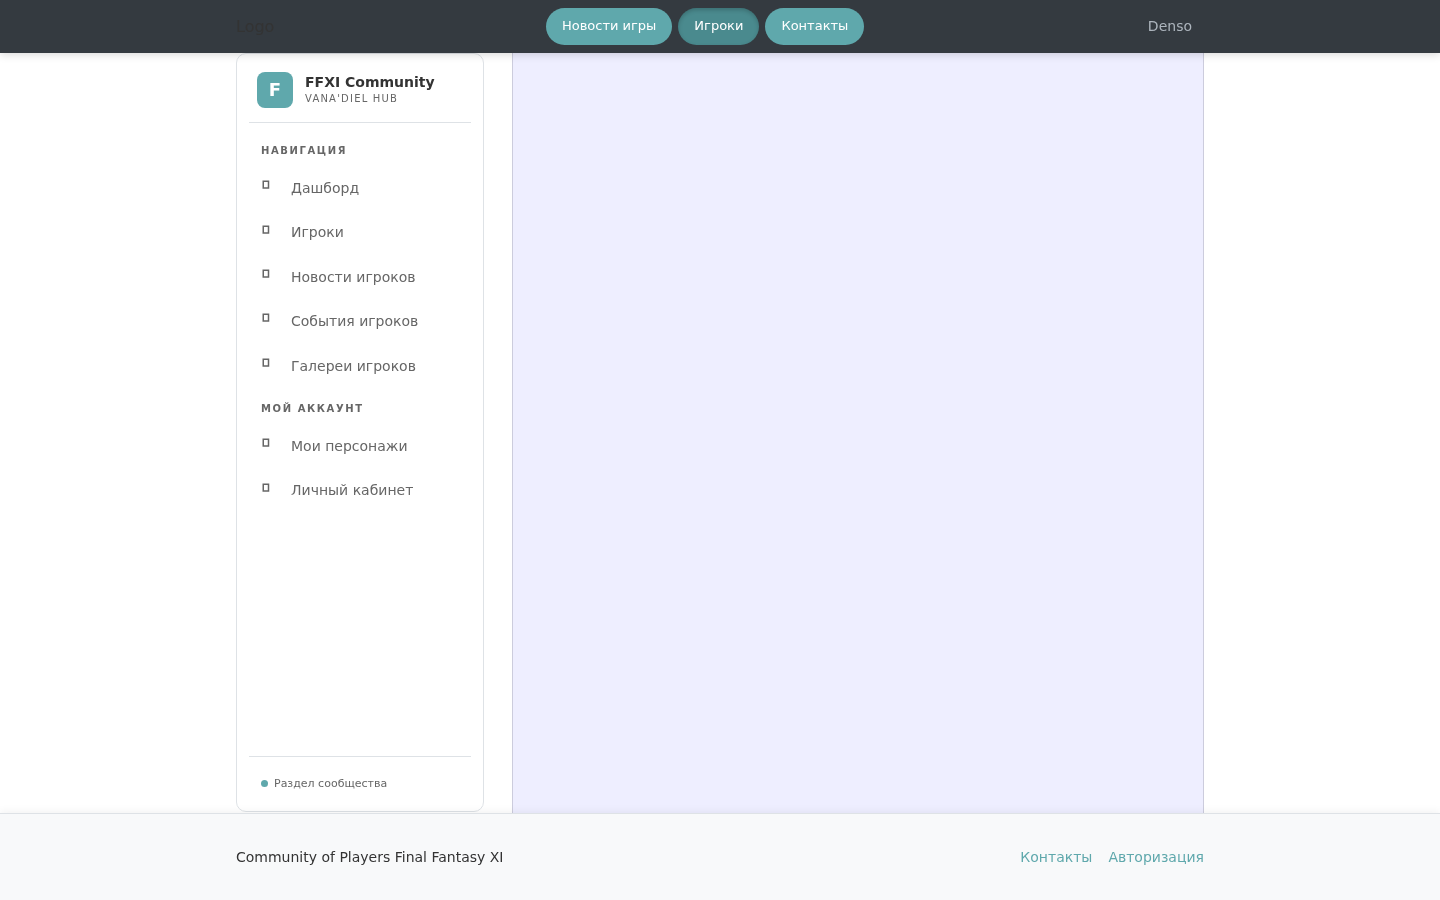 Logo
Новости игры
Игроки
Контакты
Denso
F
FFXI Community
VANA'DIEL HUB
НАВИГАЦИЯ
Дашборд
Игроки
Новости игроков
События игроков
Галереи игроков
МОЙ АККАУНТ
Мои персонажи
Личный кабинет
Раздел сообщества
Community of Players Final Fantasy XI
Контакты
Авторизация